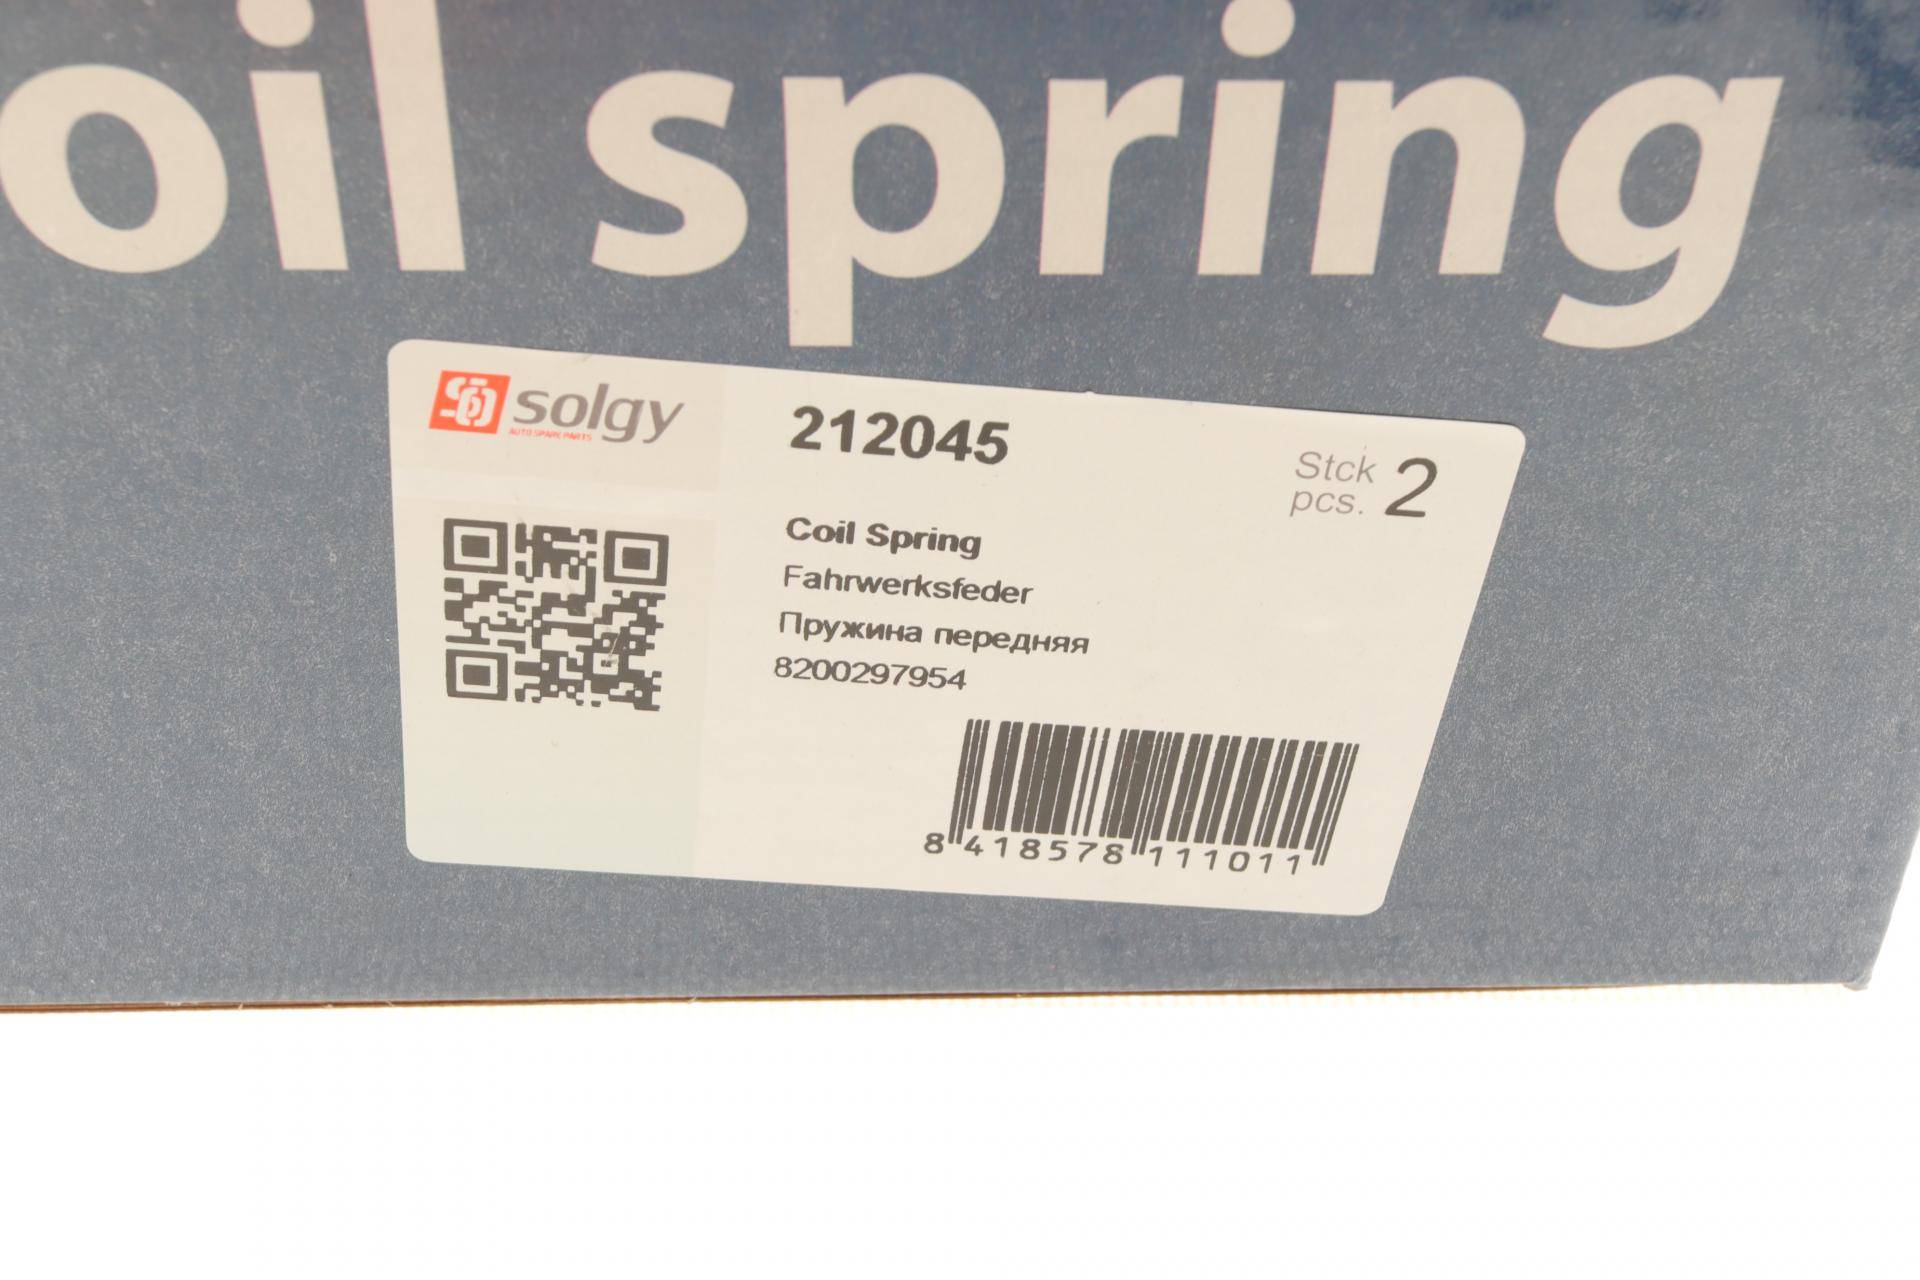 oil spring
solgy
AUTO SPARE PARTS
212045
Stck
pcs. 2
Coil Spring
Fahrwerksfeder
Пружина передняя
8200297954
8 418578 111011